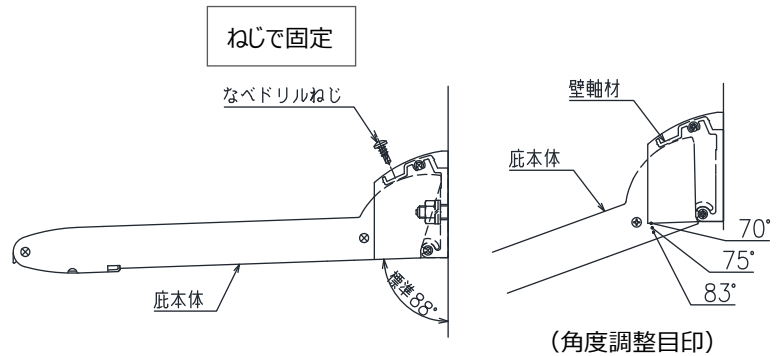 ねじで固定
なべドリルねじ
庇本体
標準88°
壁軸材
庇本体
70°
75°
83°
(角度調整目印)